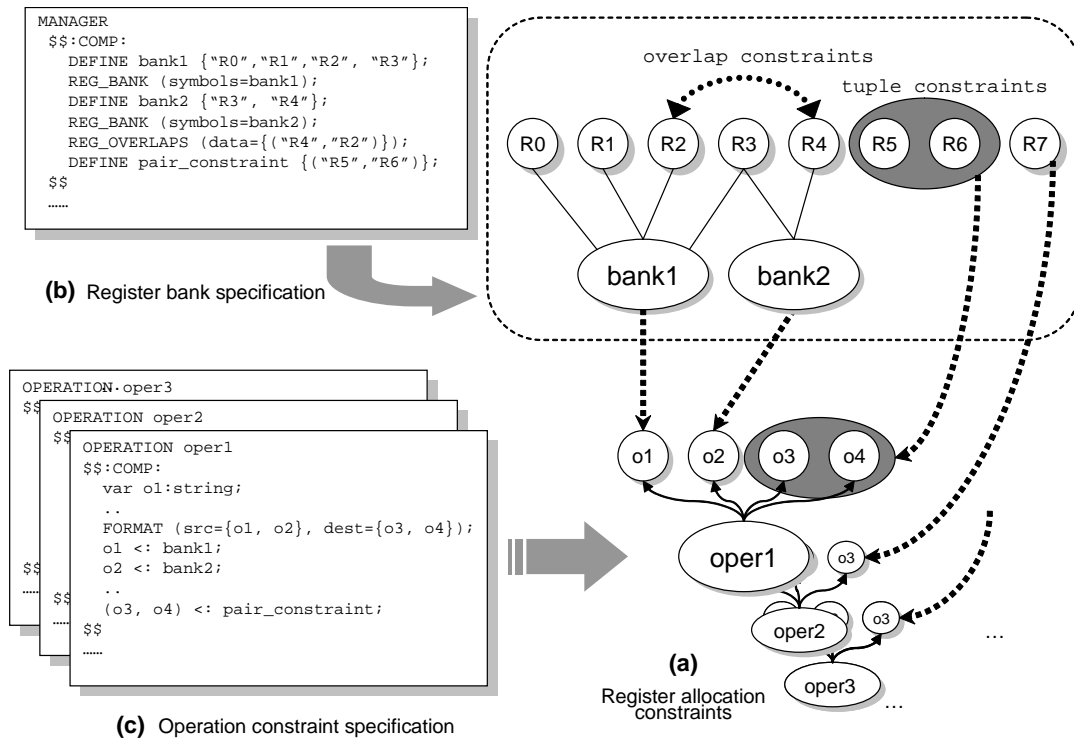 MANAGER
$$:COMP:
DEFINE bank1 {“R0”,“R1”,“R2”, “R3”};
REG_BANK (symbols=bank1);
DEFINE bank2 {“R3”, “R4”};
REG_BANK (symbols=bank2);
REG_OVERLAPS (data={(“R4”,“R2”)});
DEFINE pair_constraint {(“R5”,“R6”)};
$$
……
(b) Register bank specification
overlap constraints
tuple constraints
R0 R1 R2 R3 R4 R5 R6 R7
bank1 bank2
OPERATION oper3
$$
$$
……
OPERATION oper2
$$
$$
……
OPERATION oper1
$$:COMP:
var o1:string;
..
FORMAT (src={o1, o2}, dest={o3, o4});
o1 <: bank1;
o2 <: bank2;
..
(o3, o4) <: pair_constraint;
$$
……
(c) Operation constraint specification
o1 o2 o3 o4
oper1
o3
oper2
o3
…
oper3
…
(a)
Register allocation
constraints